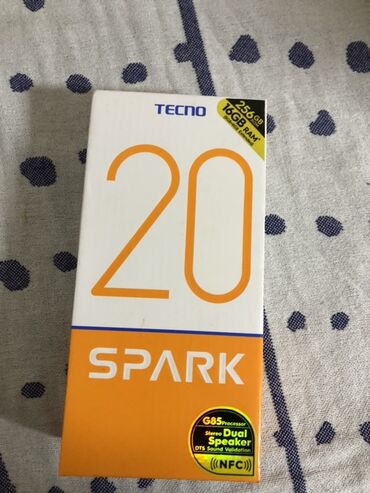 TECNO
256GB
16GB RAM*
20
SPARK
G85 Processor
Stereo Dual
Speaker
DTS Sound Validation
NFC